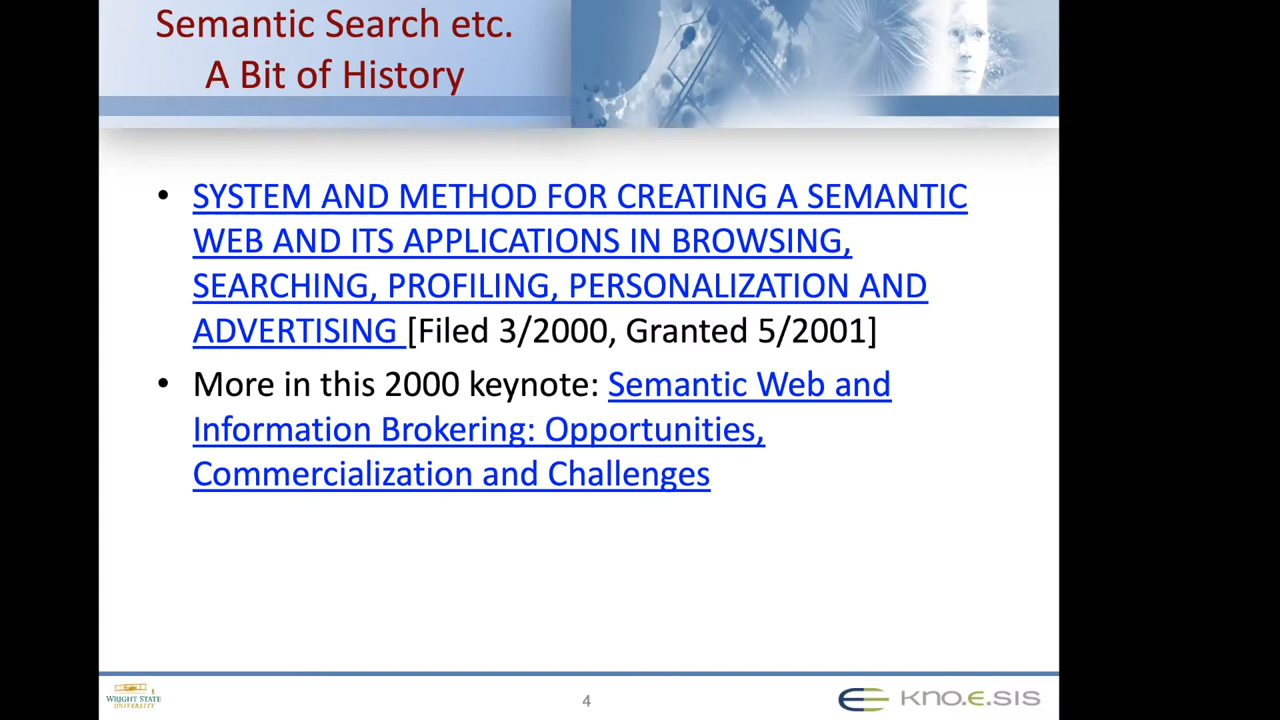 Semantic Search etc.
A Bit of History
• SYSTEM AND METHOD FOR CREATING A SEMANTIC
WEB AND ITS APPLICATIONS IN BROWSING,
SEARCHING, PROFILING, PERSONALIZATION AND
ADVERTISING [Filed 3/2000, Granted 5/2001]
• More in this 2000 keynote: Semantic Web and
Information Brokering: Opportunities,
Commercialization and Challenges
WRIGHT STATE
UNIVERSITY
4
kno.e.sis